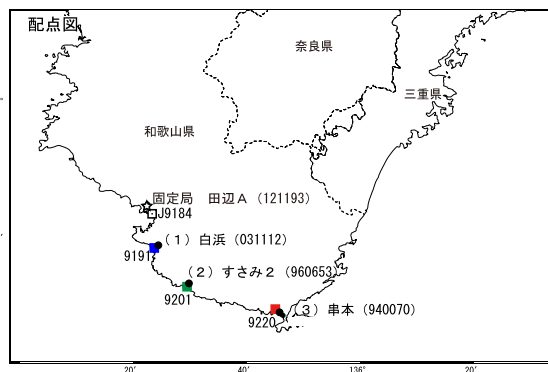 配点図
奈良県
三重県
和歌山県
固定局 田辺A（121193）
J9184
（1）白浜（031112）
9191
（2）すさみ2（960653）
9201
（3）串本（940070）
9220
20′
40′
136°
20′